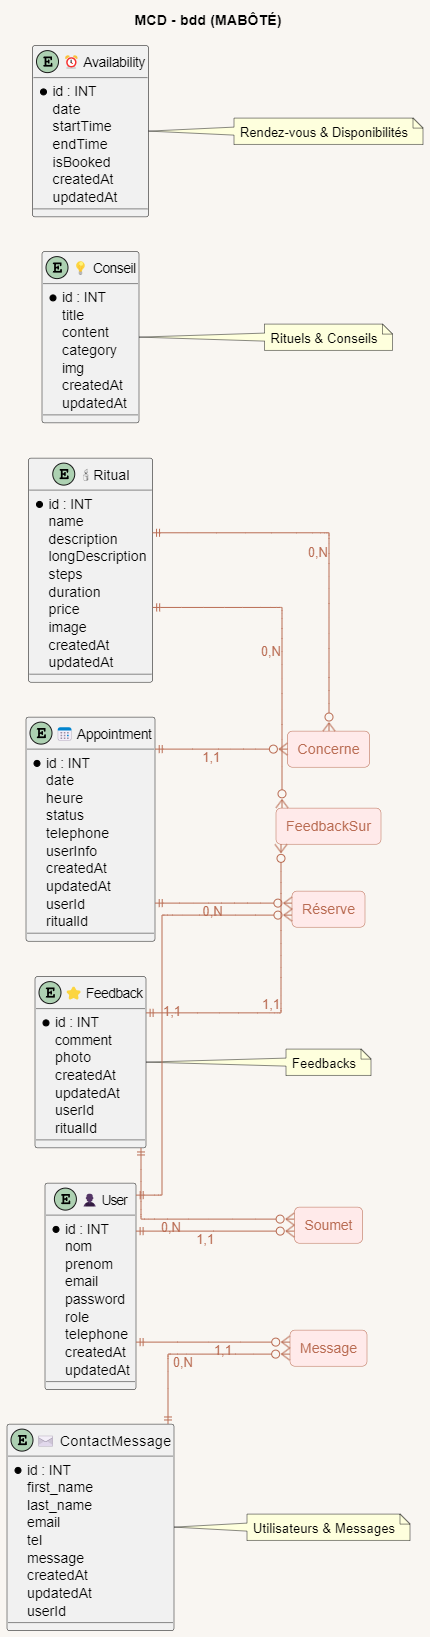 MCD - bdd (MABÔTÉ)
E Availability
id : INT
date
startTime
endTime
isBooked
createdAt
updatedAt
Rendez-vous & Disponibilités
E Conseil
id : INT
title
content
category
img
createdAt
updatedAt
Rituels & Conseils
E Ritual
id : INT
name
description
longDescription
steps
duration
price
image
createdAt
updatedAt
0,N
0,N
Concerne
FeedbackSur
E Appointment
id : INT
date
heure
status
telephone
userInfo
createdAt
updatedAt
userId
ritualId
1,1
0,N
Réserve
E Feedback
id : INT
comment
photo
createdAt
updatedAt
userId
ritualId
1,1
1,1
Feedbacks
E User
id : INT
nom
prenom
email
password
role
telephone
createdAt
updatedAt
0,N
1,1
Soumet
1,1
0,N
Message
E ContactMessage
id : INT
first_name
last_name
email
tel
message
createdAt
updatedAt
userId
Utilisateurs & Messages